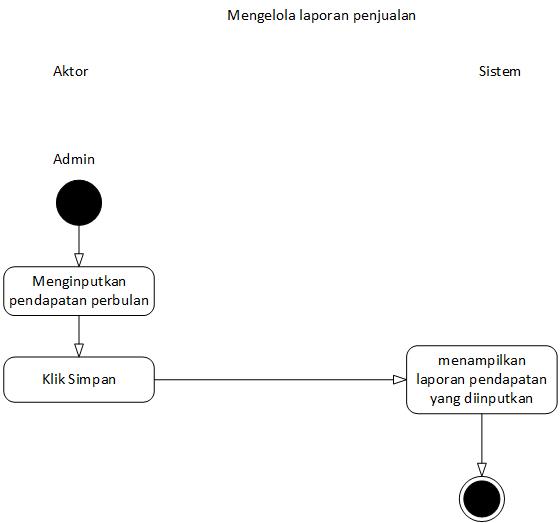 Mengelola laporan penjualan
Aktor
Sistem
Admin
Menginputkan
pendapatan perbulan
Klik Simpan
menampilkan
laporan pendapatan
yang diinputkan